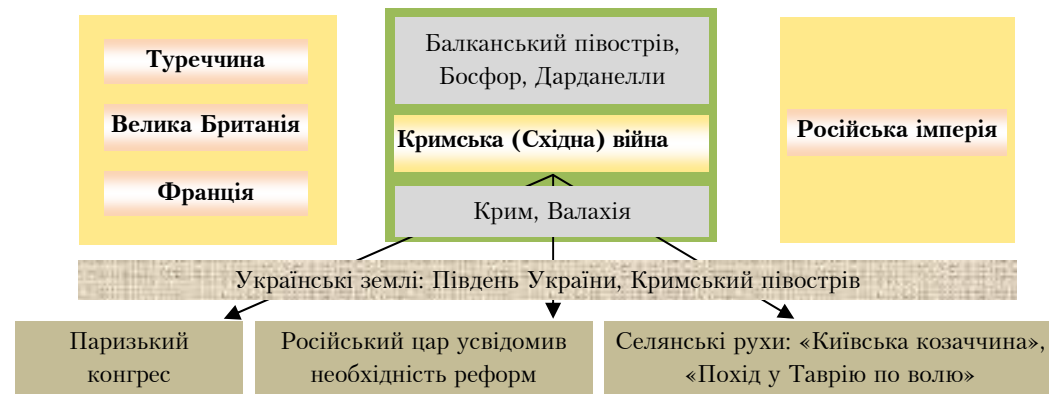 Туреччина
Велика Британія
Франція
Балканський півострів,
Босфор, Дарданелли
Кримська (Східна) війна
Крим, Валахія
Російська імперія
Українські землі: Південь України, Кримський півострів
Паризький
конгрес
Російський цар усвідомив
необхідність реформ
Селянські рухи: «Київська козаччина»,
«Похід у Таврію по волю»